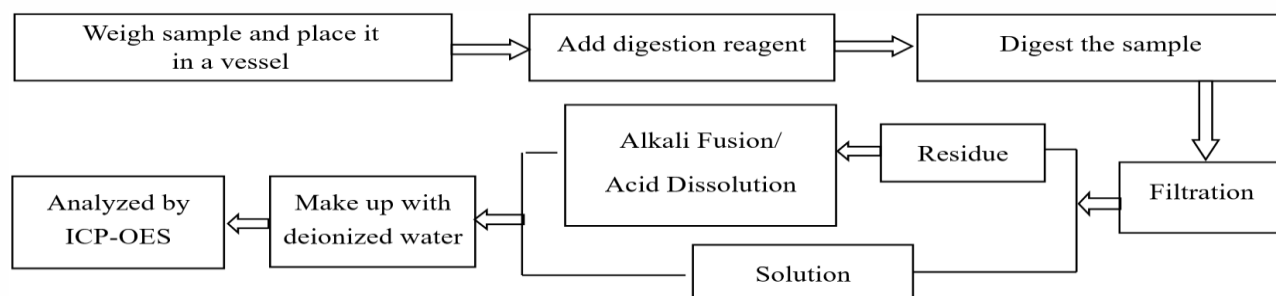 Weigh sample and place it
in a vessel
Add digestion reagent
Digest the sample
Filtration
Residue
Alkali Fusion/
Acid Dissolution
Solution
Make up with
deionized water
Analyzed by
ICP-OES